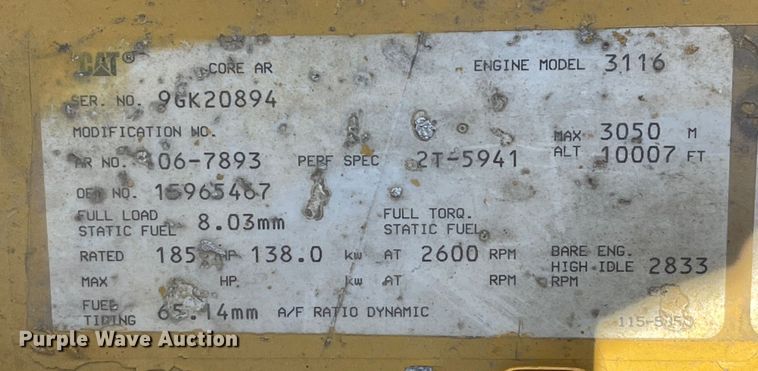 CAT® CORE AR ENGINE MODEL 3116
SER. NO. 9GK20894
MODIFICATION NO.
AR NO. 06-7893 PERF SPEC 2T-5941 MAX ALT 3050 M 10007 FT
OEM NO. 15965467
FULL LOAD STATIC FUEL 8.03mm FULL TORQ. STATIC FUEL
RATED 185 HP 138.0 kw AT 2600 RPM BARE ENG. HIGH IDLE RPM 2833
MAX HP. kw AT RPM
FUEL TIMING 65.14mm A/F RATIO DYNAMIC
Purple Wave Auction